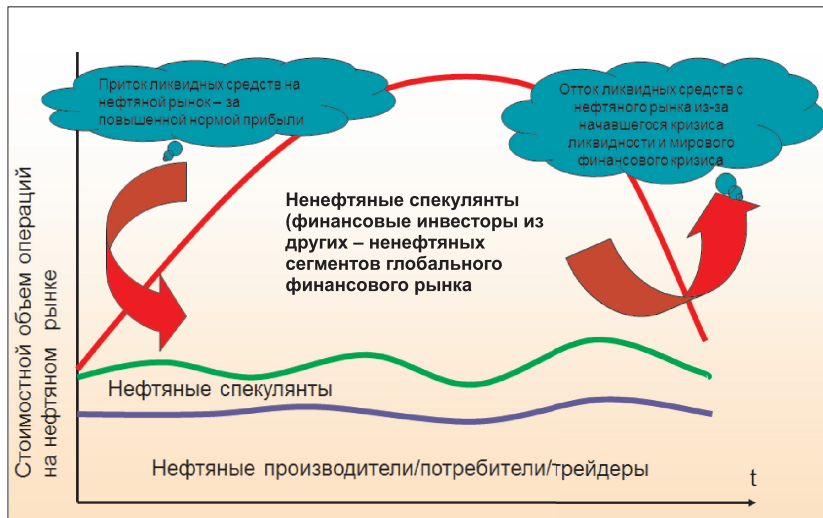 Приток ликвидных средств на
нефтяной рынок – за
повышенной нормой прибыли
Отток ликвидных средств с
нефтяного рынка из-за
начавшегося кризиса
ликвидности и мирового
финансового кризиса
Ненефтяные спекулянты
(финансовые инвесторы из
других – ненефтяных
сегментов глобального
финансового рынка
Стоимостной объем операций
на нефтяном рынке
Нефтяные спекулянты
Нефтяные производители/потребители/трейдеры
t